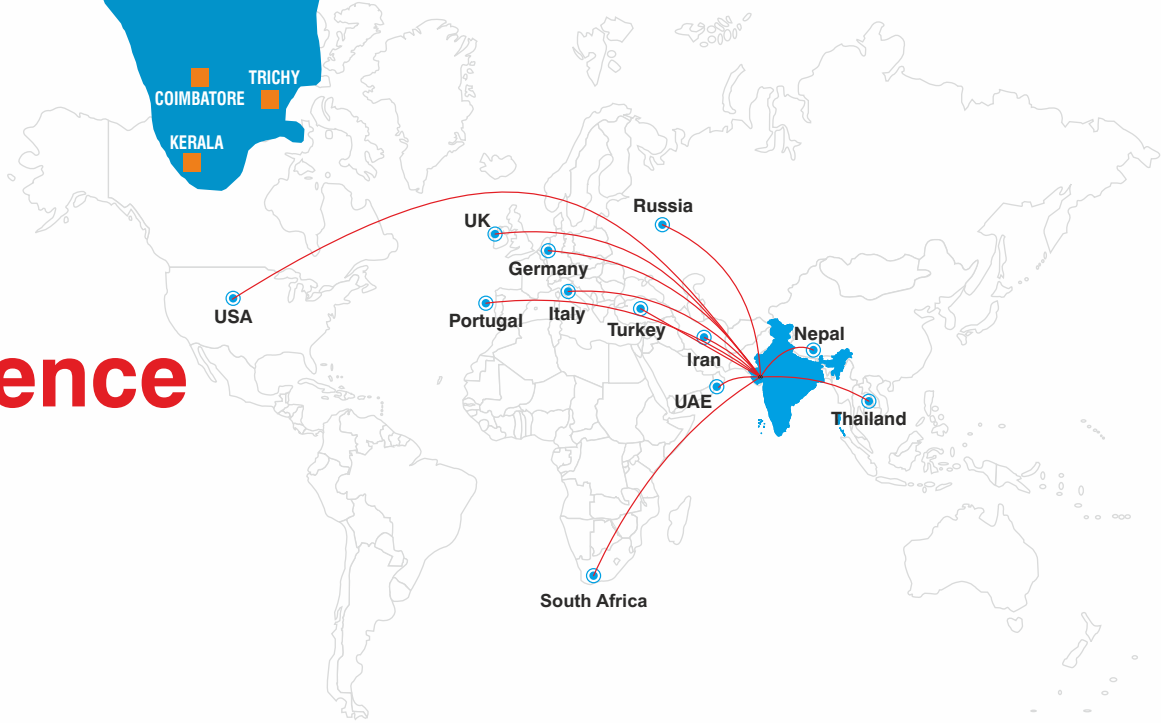 TRICHY
COIMBATORE
KERALA
Russia
UK
Germany
USA
Portugal
Italy
Turkey
Nepal
Iran
ence
UAE
Thailand
South Africa